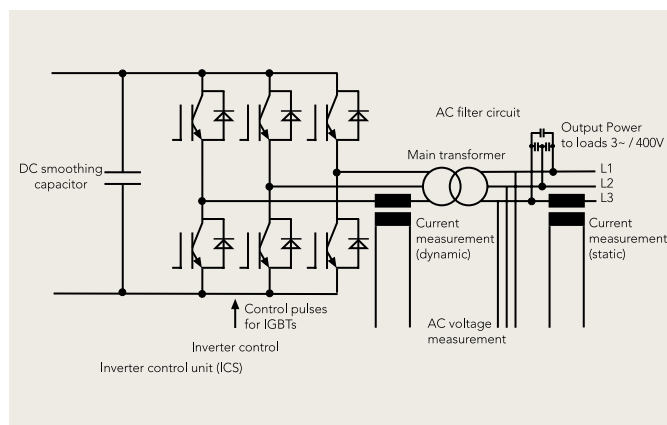 AC filter circuit
Output Power
to loads 3~ / 400V
Main transformer
DC smoothing
capacitor
L1
L2
L3
Current
measurement
(dynamic)
Current
measurement
(static)
Control pulses
for IGBTs
AC voltage
measurement
Inverter control
Inverter control unit (ICS)